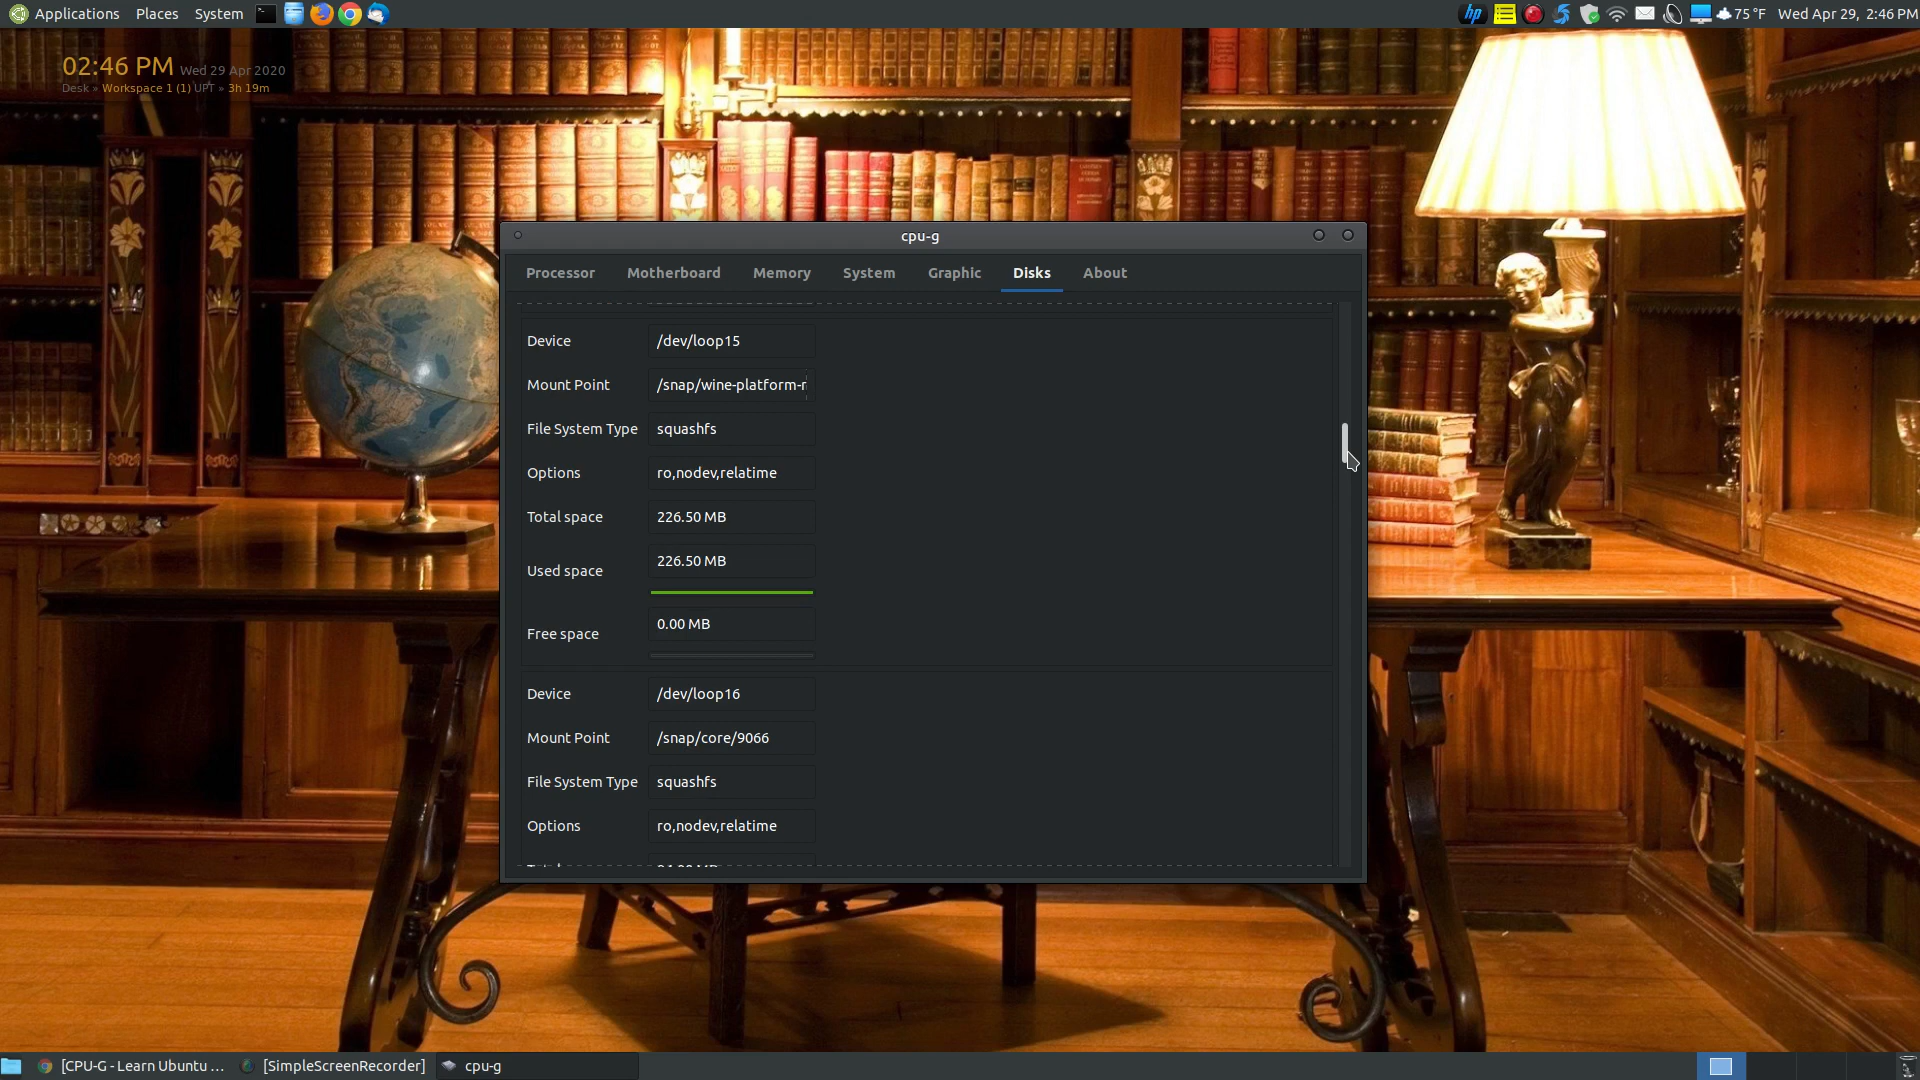 Applications Places System
hp 75 °F Wed Apr 29, 2:46 PM
02:46 PM Wed 29 Apr 2020
Desk » Workspace 1 (1) UPT » 3h 19m
cpu-g
Processor Motherboard Memory System Graphic Disks About
Device /dev/loop15
Mount Point /snap/wine-platform-r
File System Type squashfs
Options ro,nodev,relatime
Total space 226.50 MB
Used space 226.50 MB
Free space 0.00 MB
Device /dev/loop16
Mount Point /snap/core/9066
File System Type squashfs
Options ro,nodev,relatime
[CPU-G - Learn Ubuntu ... [SimpleScreenRecorder] cpu-g